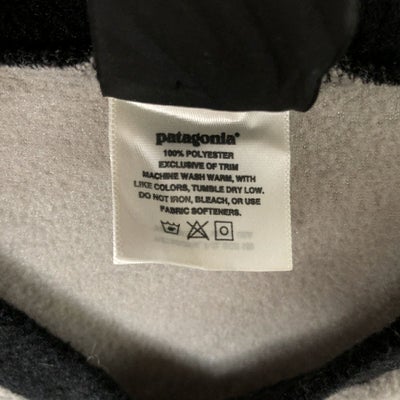 patagonia®
100% POLYESTER
EXCLUSIVE OF TRIM
MACHINE WASH WARM, WITH
LIKE COLORS, TUMBLE DRY LOW.
DO NOT IRON, BLEACH, OR USE
FABRIC SOFTENERS.